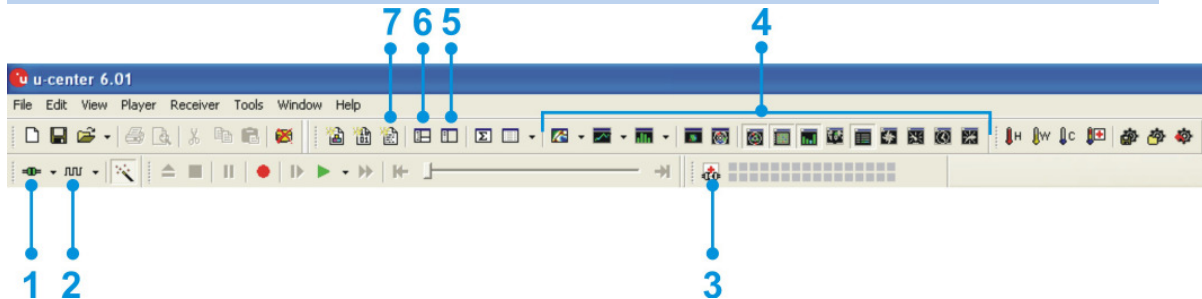 7 6 5 4
u-center 6.01
File Edit View Player Receiver Tools Window Help
H W C
1 2 3